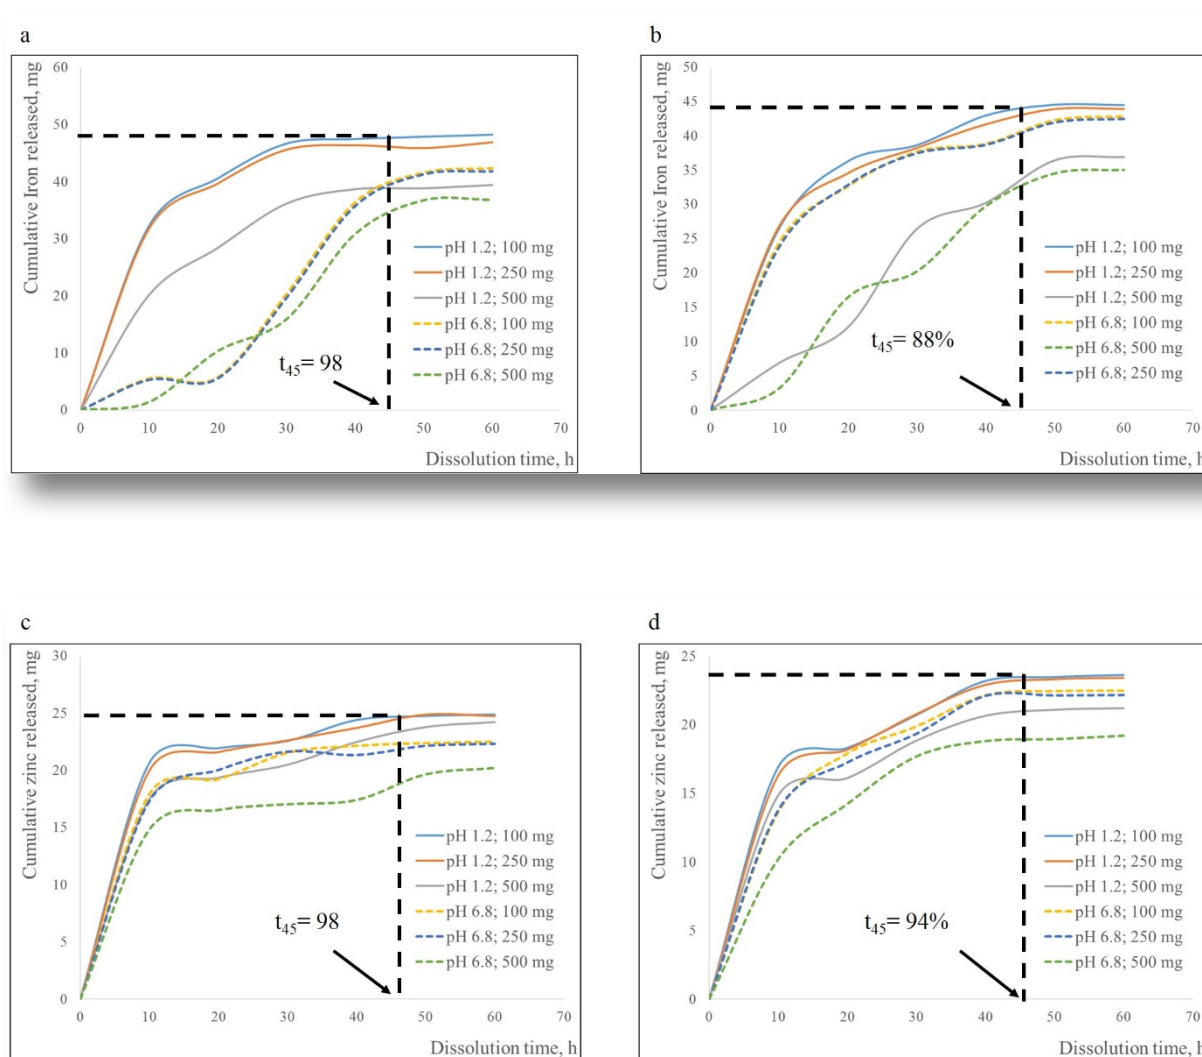 a
Cumulative Iron released, mg
60
50
40
30
20
10
0
0 10 20 30 40 50 60 70
Dissolution time, h
pH 1.2; 100 mg
pH 1.2; 250 mg
pH 1.2; 500 mg
pH 6.8; 100 mg
pH 6.8; 250 mg
pH 6.8; 500 mg
t45= 98
b
Cumulative Iron released, mg
50
45
40
35
30
25
20
15
10
5
0
0 10 20 30 40 50 60 70
Dissolution time, h
pH 1.2; 100 mg
pH 1.2; 250 mg
pH 1.2; 500 mg
pH 6.8; 100 mg
pH 6.8; 500 mg
pH 6.8; 250 mg
t45= 88%
c
Cumulative zinc released, mg
30
25
20
15
10
5
0
0 10 20 30 40 50 60 70
Dissolution time, h
pH 1.2; 100 mg
pH 1.2; 250 mg
pH 1.2; 500 mg
pH 6.8; 100 mg
pH 6.8; 250 mg
pH 6.8; 500 mg
t45= 98
d
Cumulative zinc released, mg
25
20
15
10
5
0
0 10 20 30 40 50 60 70
Dissolution time, h
pH 1.2; 100 mg
pH 1.2; 250 mg
pH 1.2; 500 mg
pH 6.8; 100 mg
pH 6.8; 250 mg
pH 6.8; 500 mg
t45= 94%